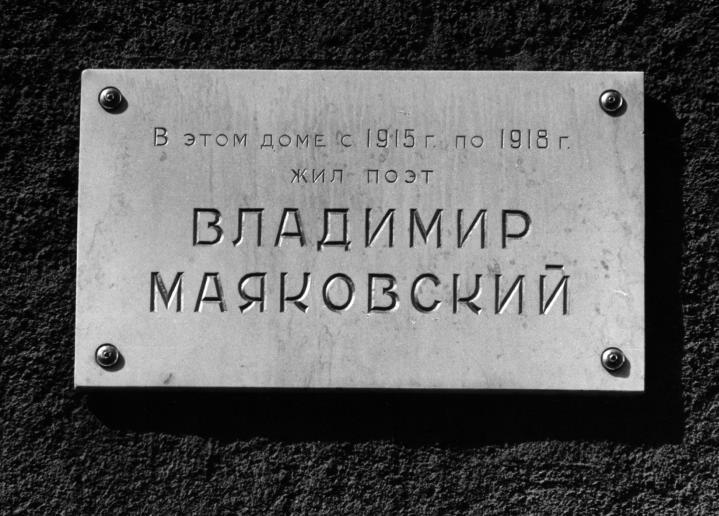 В этом доме с 1915 г. по 1918 г.
жил поэт
ВЛАДИМИР
МАЯКОВСКИЙ